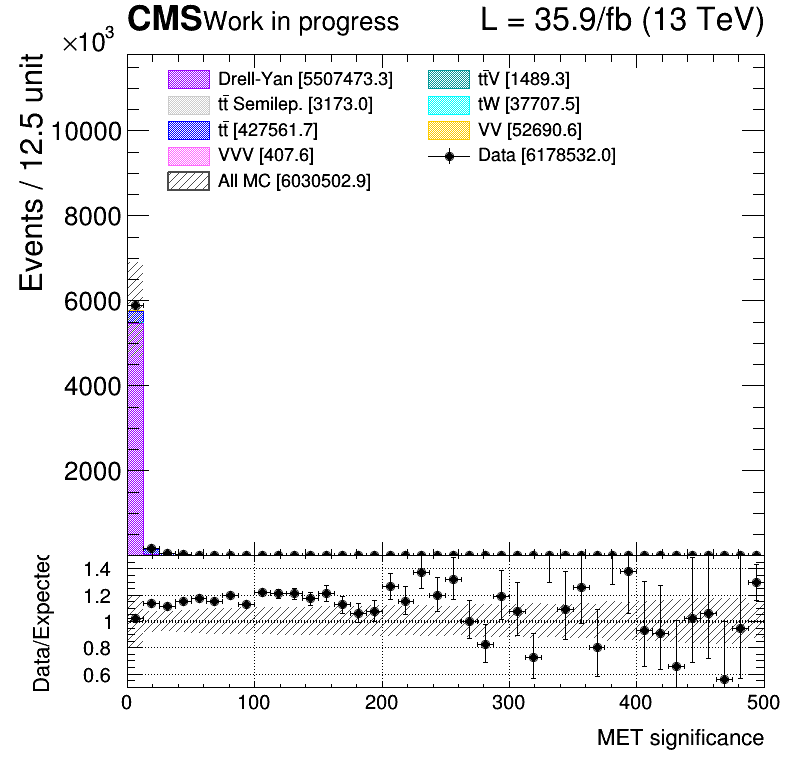 CMS Work in progress L = 35.9/fb (13 TeV)
×10³
Events / 12.5 unit
Drell-Yan [5507473.3]
tt̄ Semilep. [3173.0]
tt̄ [427561.7]
VVV [407.6]
All MC [6030502.9]
tt̄V [1489.3]
tW [37707.5]
VV [52690.6]
Data [6178532.0]
10000
8000
6000
4000
2000
Data/Expected
1.4
1.2
1
0.8
0.6
0 100 200 300 400 500
MET significance